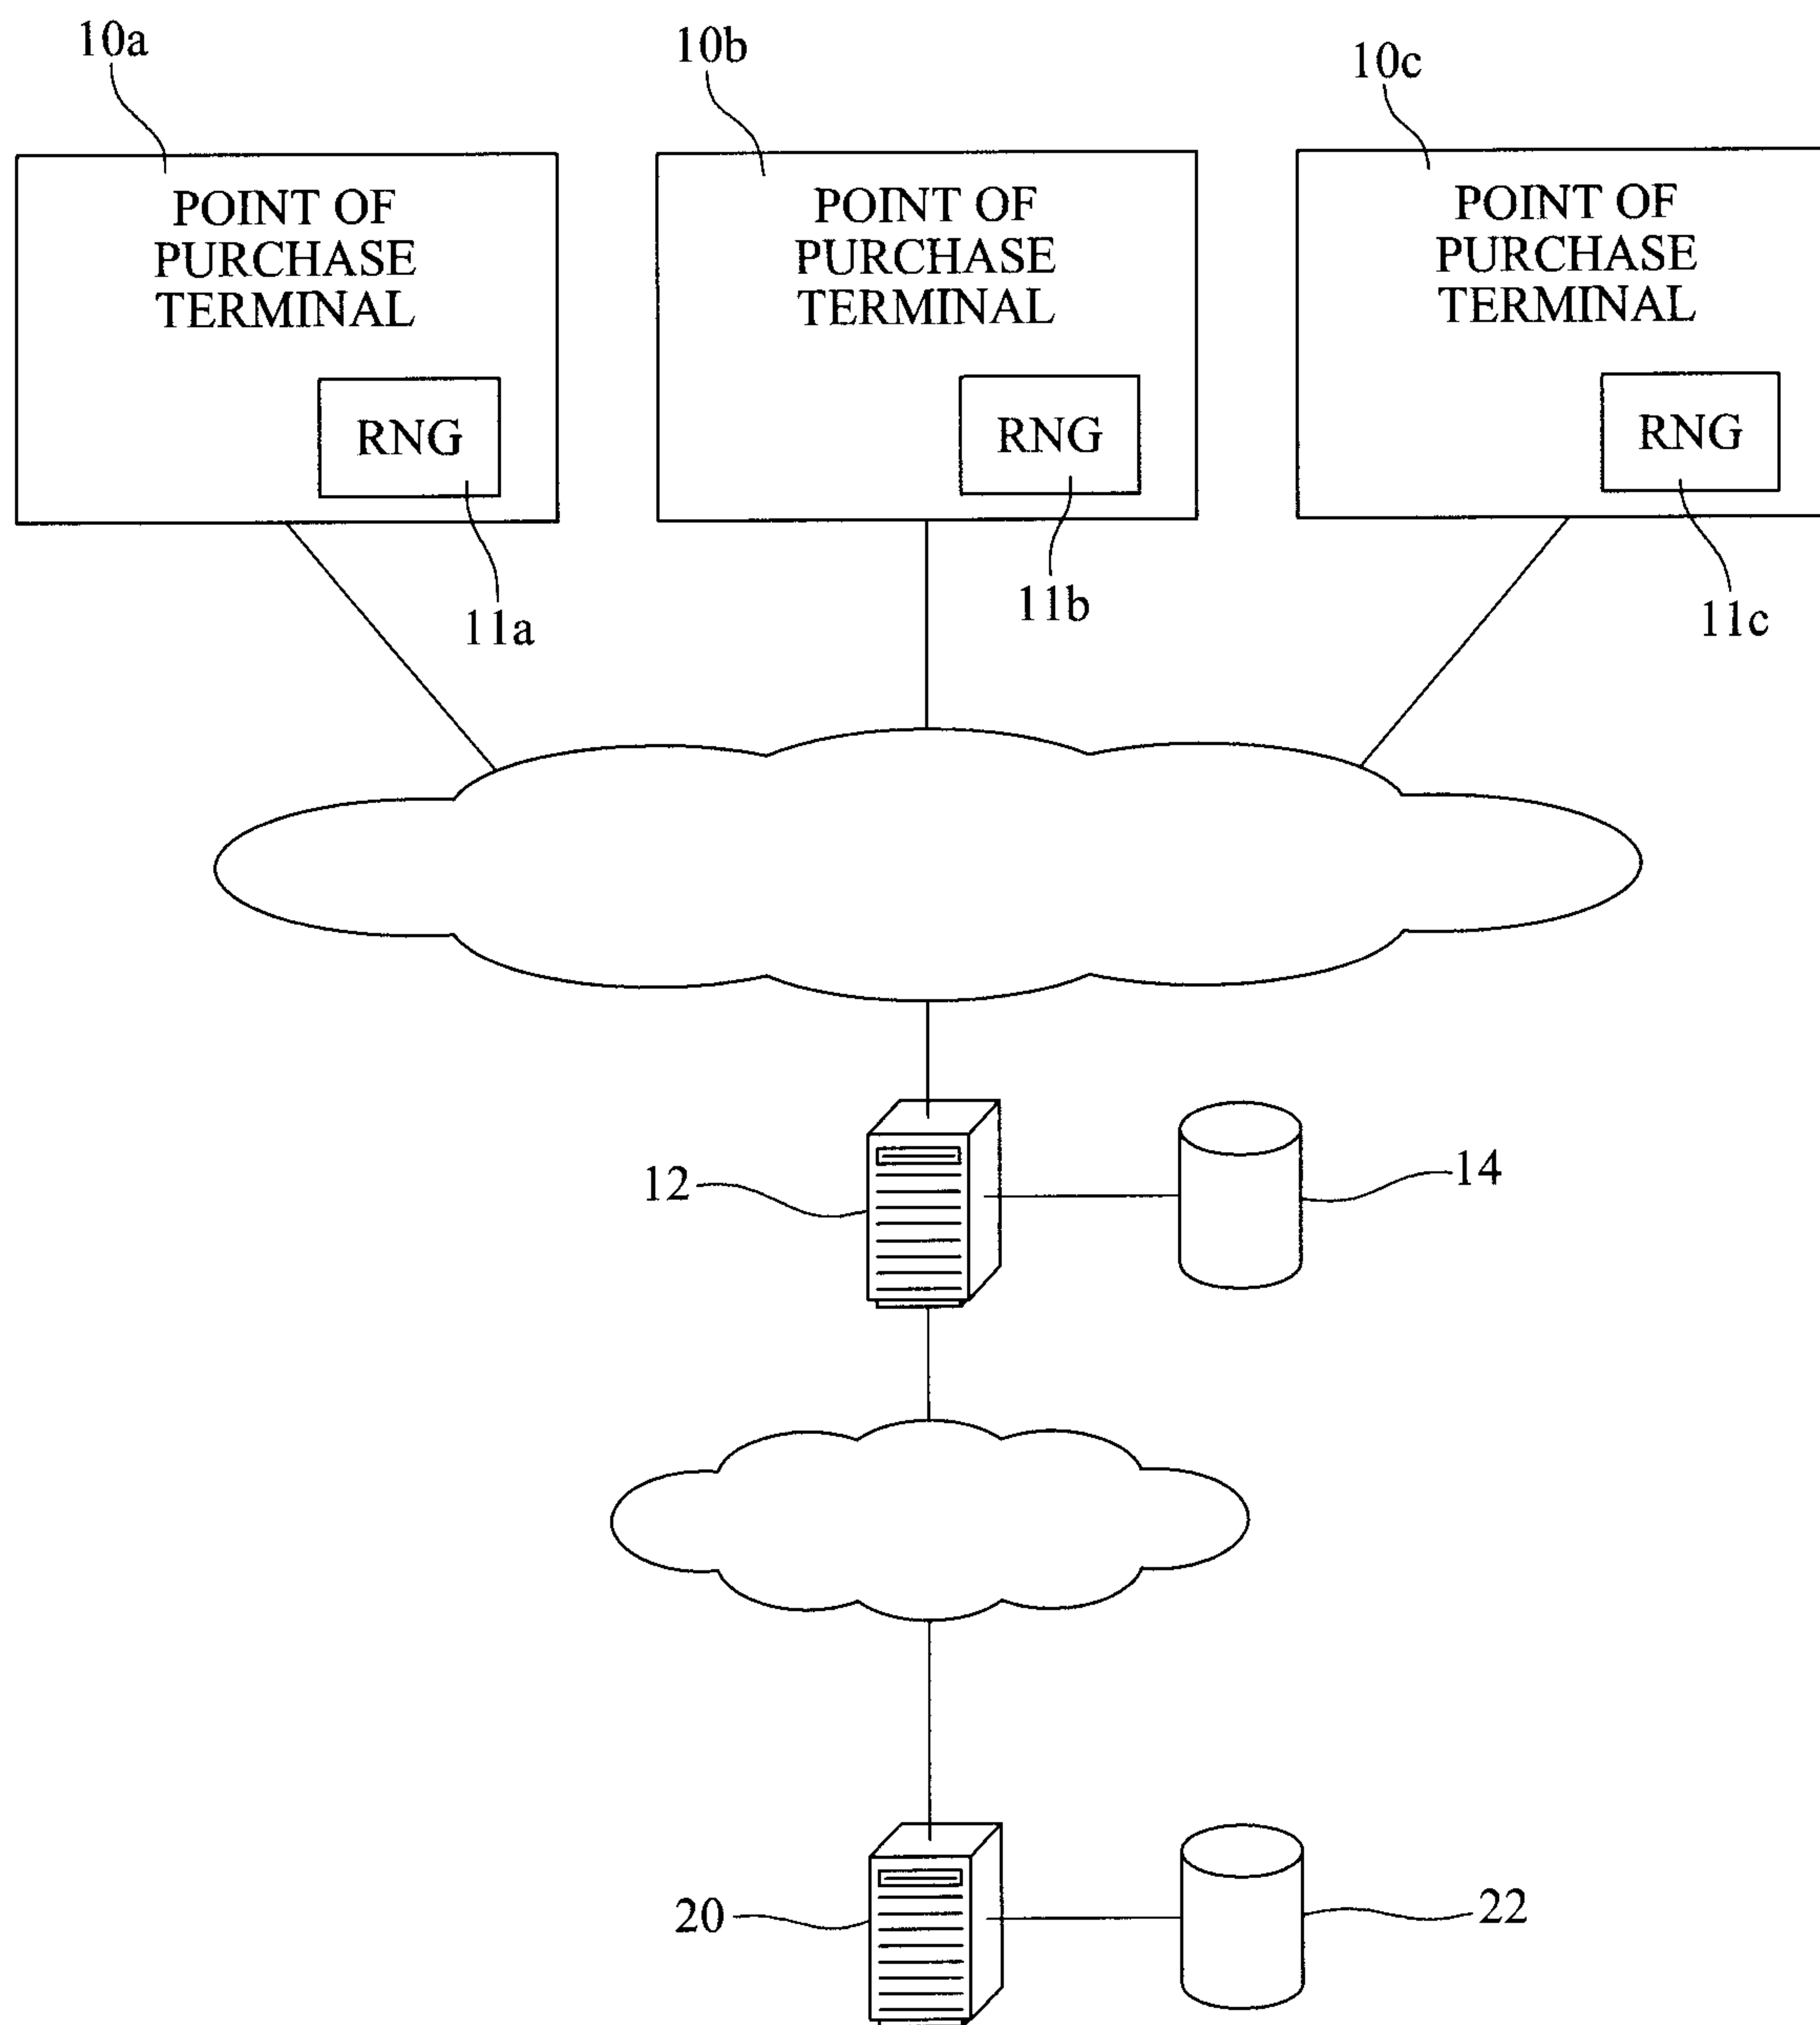 10a
10b
10c
POINT OF
PURCHASE
TERMINAL
POINT OF
PURCHASE
TERMINAL
POINT OF
PURCHASE
TERMINAL
RNG
RNG
RNG
11a
11b
11c
12
14
20
22